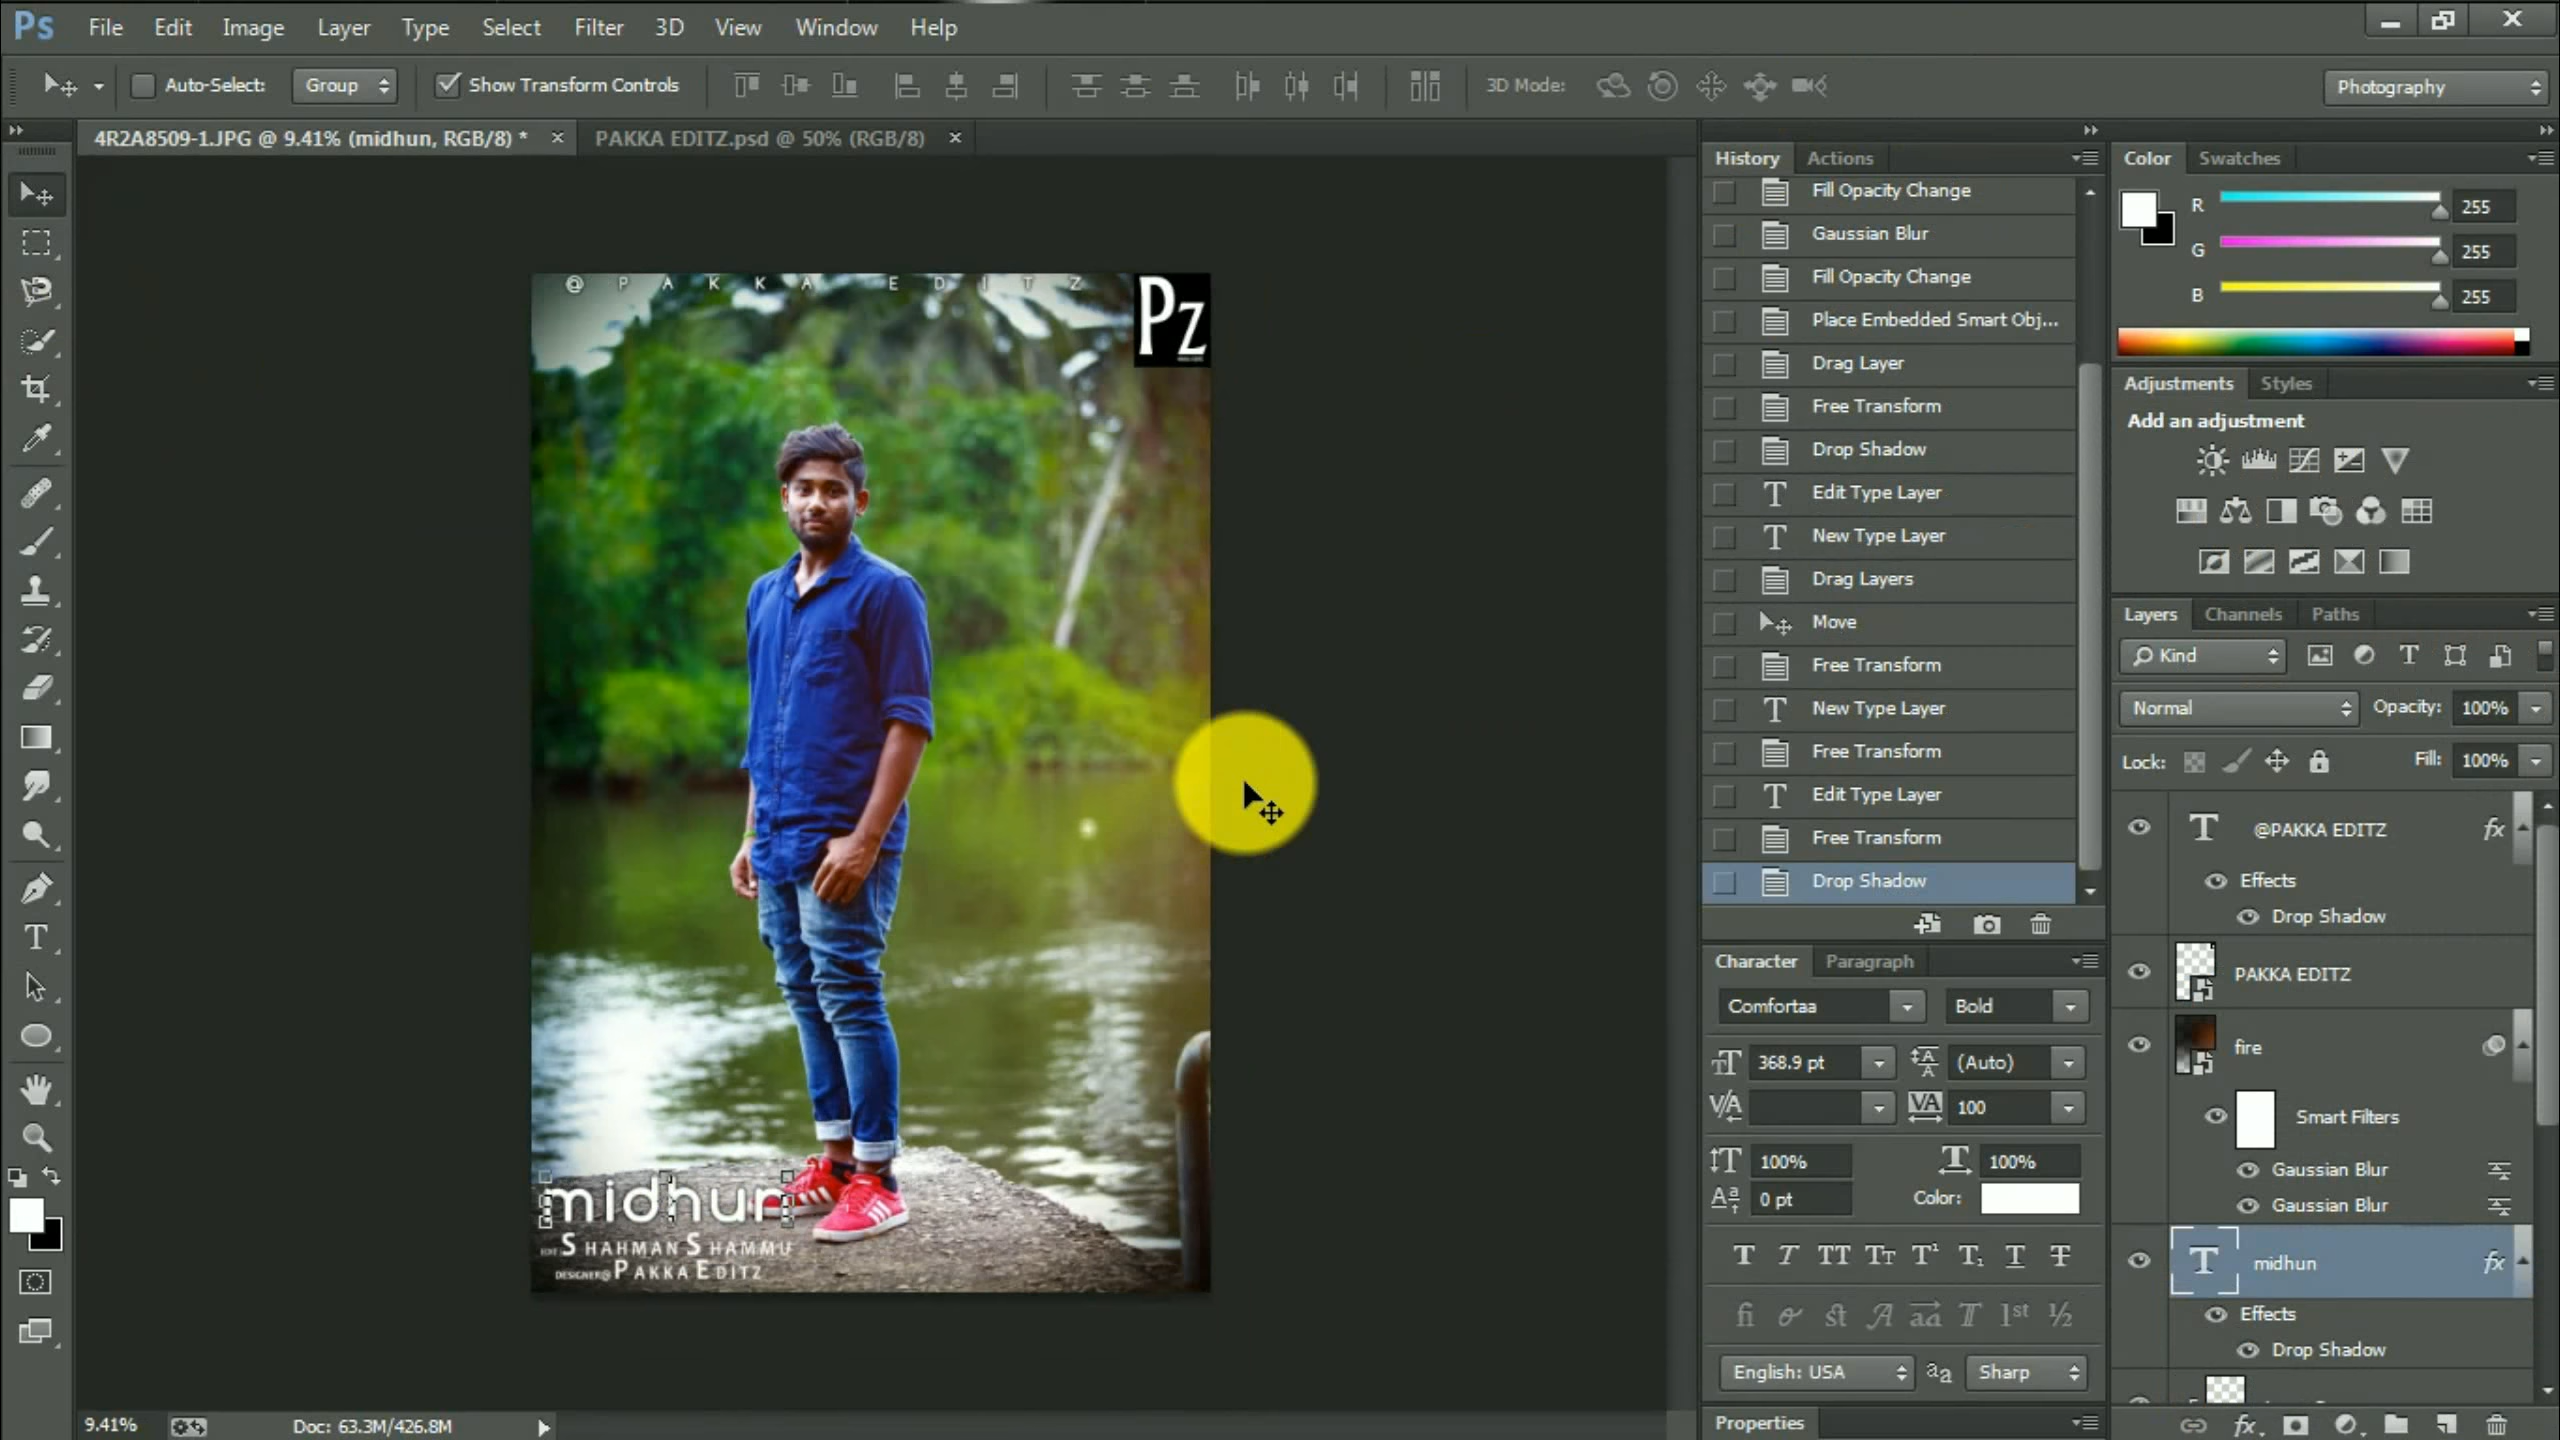 Ps File Edit Image Layer Type Select Filter 3D View Window Help
Auto-Select: Group Show Transform Controls 3D Mode: Photography
4R2A8509-1.JPG @ 9.41% (midhun, RGB/8) * PAKKA EDITZ.psd @ 50% (RGB/8)
@ P A K K A E D I T Z
Pz
midhun
SHAHMAN SHAMMU
DESIGNER@ PAKKA EDITZ
9.41% Doc: 63.3M/426.8M
History Actions
Fill Opacity Change
Gaussian Blur
Fill Opacity Change
Place Embedded Smart Obj...
Drag Layer
Free Transform
Drop Shadow
Edit Type Layer
New Type Layer
Drag Layers
Move
Free Transform
New Type Layer
Free Transform
Edit Type Layer
Free Transform
Drop Shadow
Character Paragraph
Comfortaa Bold
368.9 pt (Auto)
100
100% 100%
0 pt Color:
English: USA Sharp
Properties
Color Swatches
R 255
G 255
B 255
Adjustments Styles
Add an adjustment
Layers Channels Paths
Kind
Normal Opacity: 100%
Lock: Fill: 100%
@PAKKA EDITZ fx
Effects
Drop Shadow
PAKKA EDITZ
fire
Smart Filters
Gaussian Blur
Gaussian Blur
midhun fx
Effects
Drop Shadow